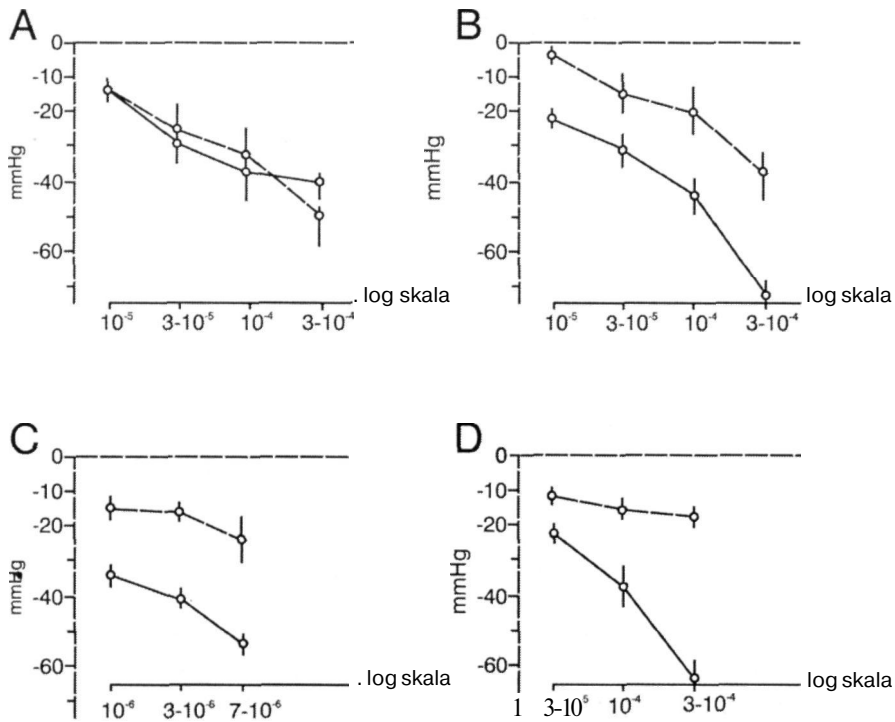 A
0
-10
-20
mmHg
-40
-60
. log skala
10⁻⁵ 3-10⁻⁵ 10⁻⁴ 3-10⁻⁴
B
0
-10
-20
mmHg
-40
-60
log skala
10⁻⁵ 3-10⁻⁵ 10⁻⁴ 3-10⁻⁴
C
0
-10
-20
mmHg
-40
-60
. log skala
10⁻⁶ 3-10⁻⁶ 7-10⁻⁶
D
0
-10
-20
mmHg
-40
-60
log skala
1 3-10⁵ 10⁻⁴ 3-10⁻⁴